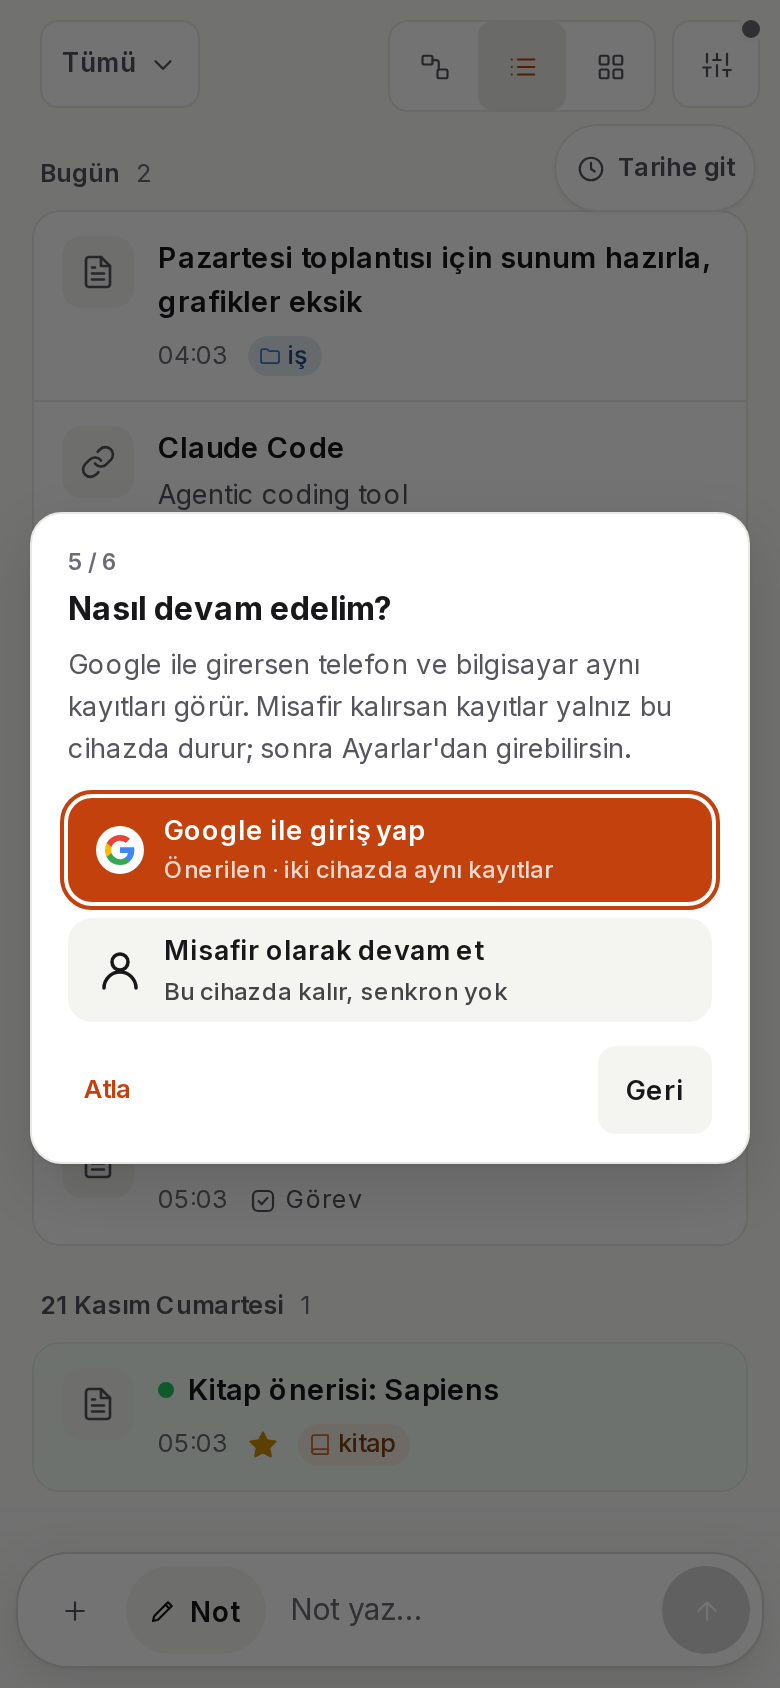 Tümü
Bugün 2
Tarihe git
Pazartesi toplantısı için sunum hazırla,
grafikler eksik
04:03 iş
Claude Code
Agentic coding tool
5 / 6
Nasıl devam edelim?
Google ile girersen telefon ve bilgisayar aynı
kayıtları görür. Misafir kalırsan kayıtlar yalnız bu
cihazda durur; sonra Ayarlar'dan girebilirsin.
Google ile giriş yap
Önerilen · iki cihazda aynı kayıtlar
Misafir olarak devam et
Bu cihazda kalır, senkron yok
Atla
Geri
05:03 Görev
21 Kasım Cumartesi 1
Kitap önerisi: Sapiens
05:03 kitap
Not
Not yaz...